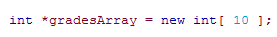 int *gradesArray = new int[ 10 ];